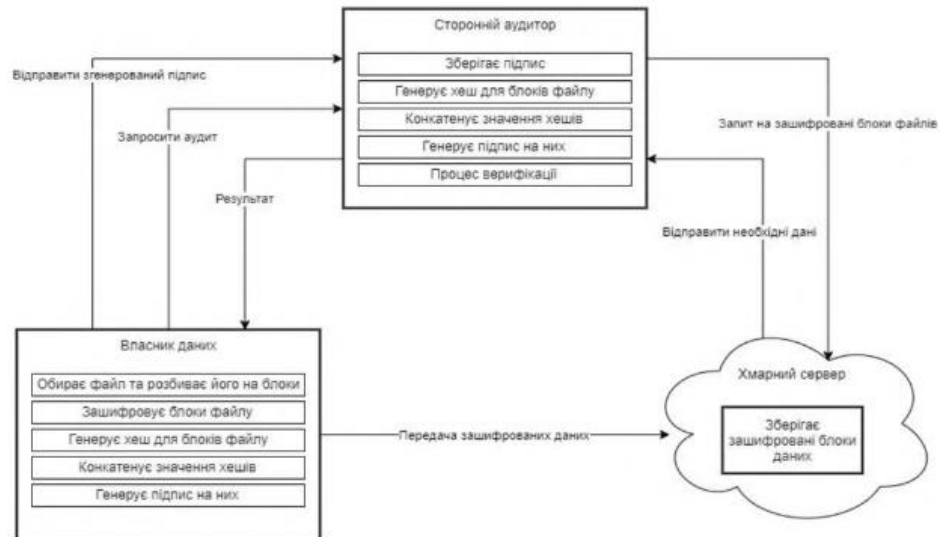 Сторонній аудитор
Зберігає підпис
Генерує хеш для блоків файлу
Конкатенує значення хешів
Генерує підпис на них
Процес верифікації
Відправити згенерований підпис
Запросити аудит
Результат
Запит на зашифровані блоки файлів
Відправити необхідні дані
Власник даних
Обирає файл та розбиває його на блоки
Зашифровує блоки файлу
Генерує хеш для блоків файлу
Конкатенує значення хешів
Генерує підпис на них
Передача зашифрованих даних
Хмарний сервер
Зберігає
зашифровані блоки
даних